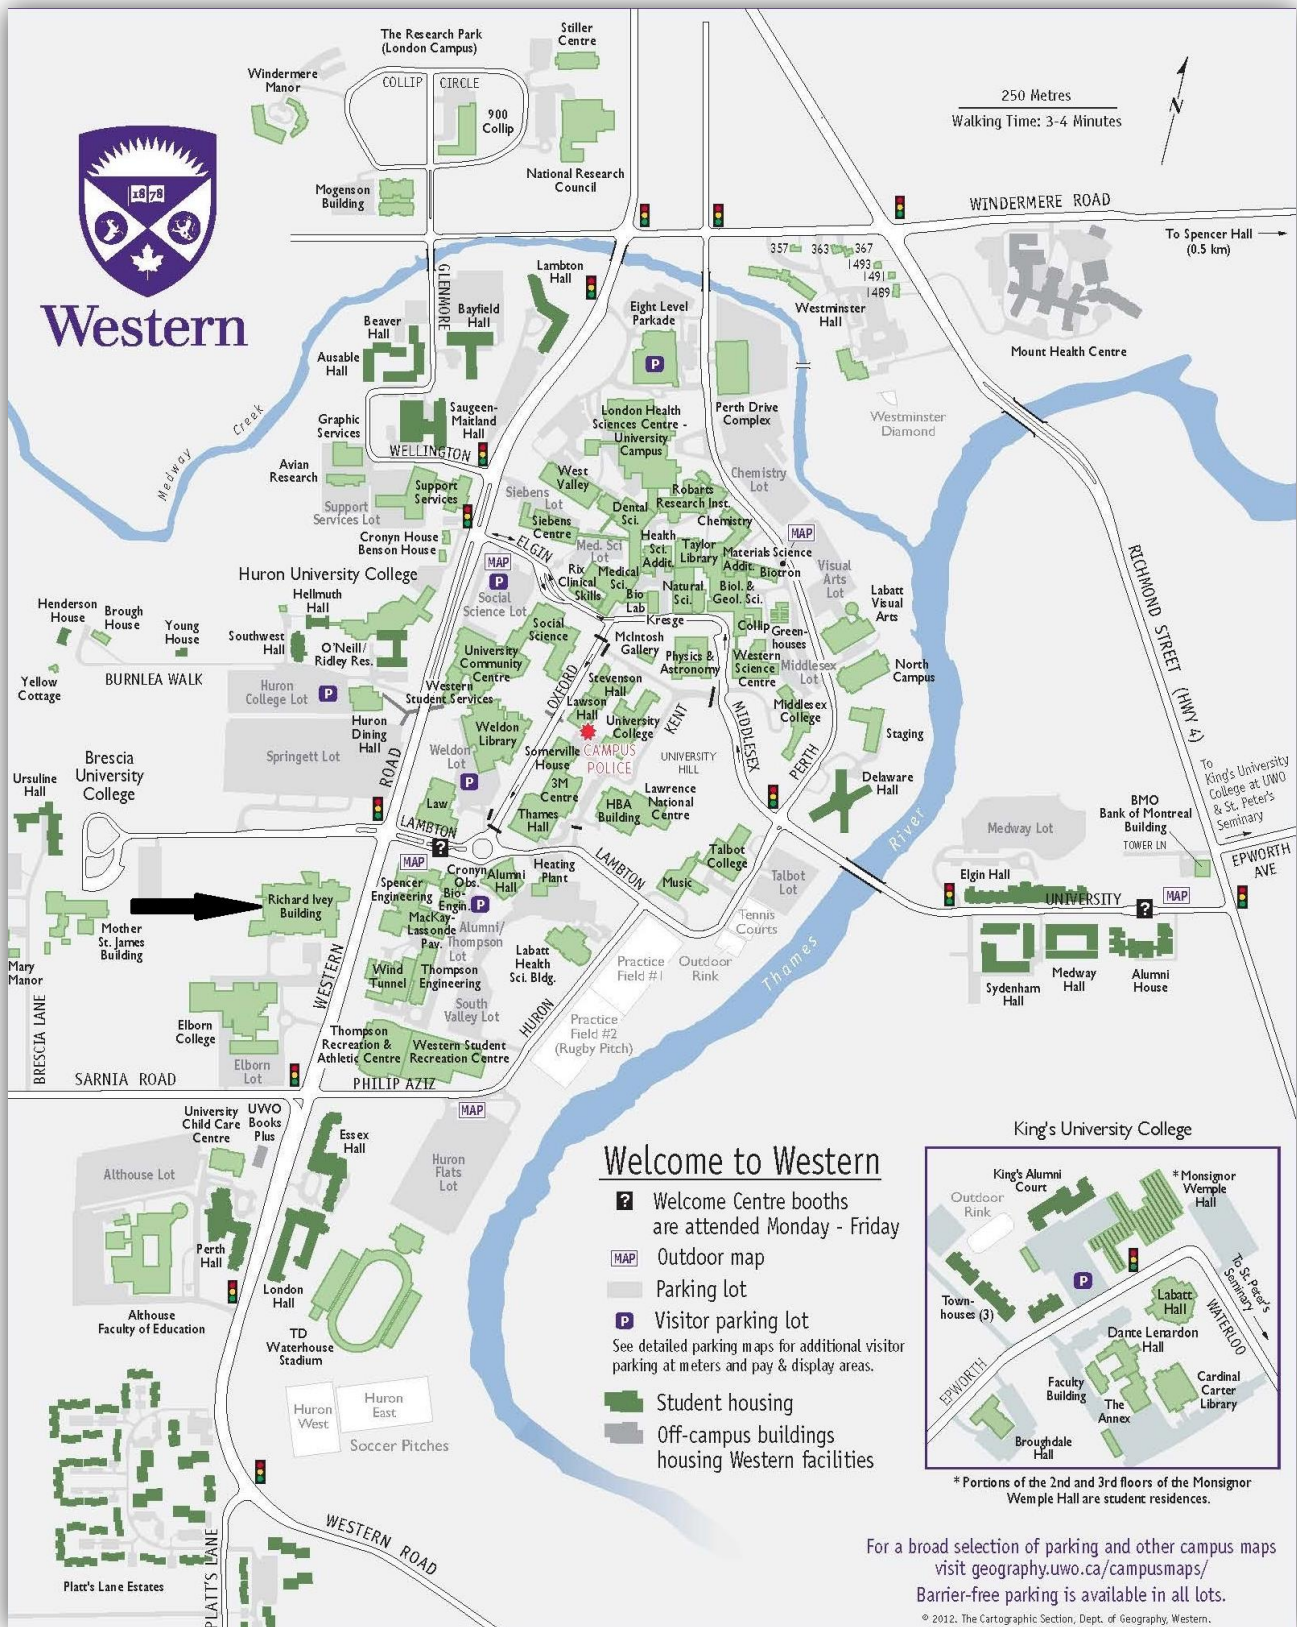 The Research Park
(London Campus)
Stiller
Centre
Windermere
Manor
COLLIP CIRCLE
900
Collip
250 Metres
Walking Time: 3-4 Minutes
N
National Research
Council
Mogenson
Building
1878
Western
WINDERMERE ROAD
To Spencer Hall
(0.5 km)
357
363
367
1493
1491
1489
Lambton
Hall
GLENMORE
Bayfield
Hall
Eight Level
Parkade
P
Westminster
Hall
Beaver
Hall
Ausable
Hall
Mount Health Centre
Medway Creek
Graphic
Services
Saugeen-
Maitland
Hall
WELLINGTON
London Health
Sciences Centre -
University
Campus
Perth Drive
Complex
Westminster
Diamond
Avian
Research
Support
Services
Support
Services Lot
West
Valley
Siebens
Lot
Siebens
Centre
Dental
Sci.
Robarts
Research Inst.
Chemistry
Chemistry
Lot
MAP
Cronyn House
Benson House
ELGIN
MAP
P
Med. Sci
Lot
Health
Sci.
Addit.
Taylor
Library
Materials Science
Addit.
Biotron
Visual
Arts
Lot
Huron University College
Hellmuth
Hall
Social
Science Lot
Rix
Clinical
Skills
Medical
Sci.
Bio
Lab
Natural
Sci.
Biol. &
Geol. Sci.
Labatt
Visual
Arts
RICHMOND STREET (HWY 4)
Henderson
House
Brough
House
Young
House
Southwest
Hall
O'Neill/
Ridley Res.
Social
Science
Kresge
McIntosh
Gallery
Collip
Green-
houses
Yellow
Cottage
BURNLEA WALK
University
Community
Centre
Physics &
Astronomy
Western
Science
Centre
Middlesex
Lot
North
Campus
Huron
College Lot
P
Western
Student Services
OXFORD
Stevenson
Hall
Lawson
Hall
University
College
KENT
MIDDLESEX
Middlesex
College
Huron
Dining
Hall
Weldon
Library
Staging
Springett Lot
Weldon
Lot
P
Somerville
House
CAMPUS
POLICE
UNIVERSITY
HILL
PERTH
Brescia
University
College
Ursuline
Hall
ROAD
3M
Centre
Lawrence
National
Centre
Delaware
Hall
To
King's University
College at UWO
& St. Peter's
Seminary
Law
Thames
Hall
HBA
Building
BMO
Bank of Montreal
Building
TOWER LN
Medway Lot
LAMBTON
?
MAP
River
EPWORTH
AVE
Cronyn
Obs.
Alumni
Hall
Heating
Plant
LAMBTON
Talbot
College
Music
Talbot
Lot
Elgin Hall
UNIVERSITY
MAP
?
Spencer
Engineering
Bio-
Engin.
P
Richard Ivey
Building
MacKay-
Lassonde
Pav.
Alumni/
Thompson
Lot
Tennis
Courts
Mother
St. James
Building
Labatt
Health
Sci. Bldg.
Practice
Field #1
Outdoor
Rink
Thames
Mary
Manor
WESTERN
Wind
Tunnel
Thompson
Engineering
Sydenham
Hall
Medway
Hall
Alumni
House
BRESCIA LANE
Elborn
College
South
Valley Lot
HURON
Practice
Field #2
(Rugby Pitch)
Thompson
Recreation &
Athletic Centre
Western Student
Recreation Centre
Elborn
Lot
SARNIA ROAD
PHILIP AZIZ
MAP
University
Child Care
Centre
UWO
Books
Plus
Essex
Hall
Althouse Lot
Huron
Flats
Lot
Perth
Hall
London
Hall
Althouse
Faculty of Education
TD
Waterhouse
Stadium
Huron
West
Huron
East
Soccer Pitches
Platt's Lane Estates
PLATT'S LANE
WESTERN ROAD
Welcome to Western
? Welcome Centre booths
are attended Monday - Friday
MAP Outdoor map
Parking lot
P Visitor parking lot
See detailed parking maps for additional visitor
parking at meters and pay & display areas.
Student housing
Off-campus buildings
housing Western facilities
King's University College
King's Alumni
Court
* Monsignor
Wemple
Hall
Outdoor
Rink
P
Town-
houses (3)
To St. Peter's
Seminary
WATERLOO
Labatt
Hall
Dante Lenardon
Hall
EPWORTH
Faculty
Building
The
Annex
Cardinal
Carter
Library
Broughdale
Hall
* Portions of the 2nd and 3rd floors of the Monsignor
Wemple Hall are student residences.
For a broad selection of parking and other campus maps
visit geography.uwo.ca/campusmaps/
Barrier-free parking is available in all lots.
© 2012. The Cartographic Section, Dept. of Geography, Western.